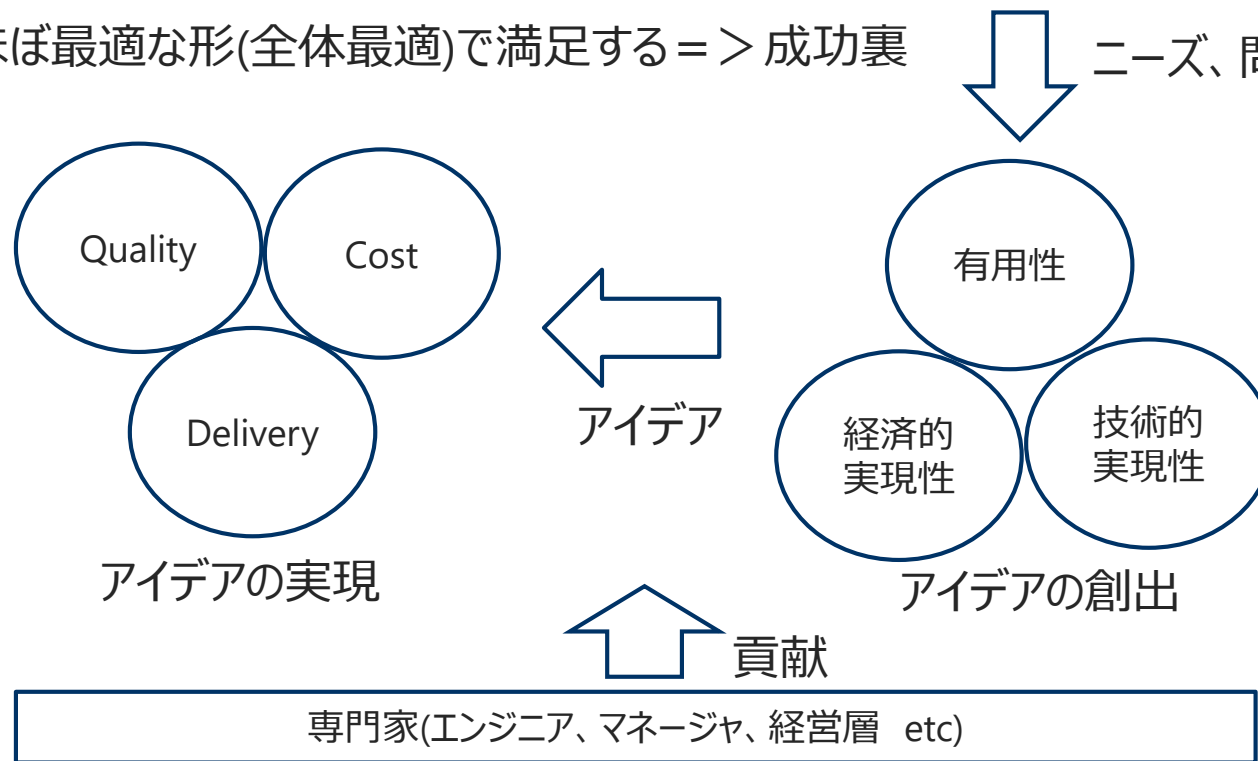 ほぼ最適な形(全体最適)で満足する=>成功裏
ニーズ、問
Quality
Cost
Delivery
アイデアの実現
アイデア
有用性
経済的
実現性
技術的
実現性
アイデアの創出
貢献
専門家(エンジニア、マネージャ、経営層 etc)